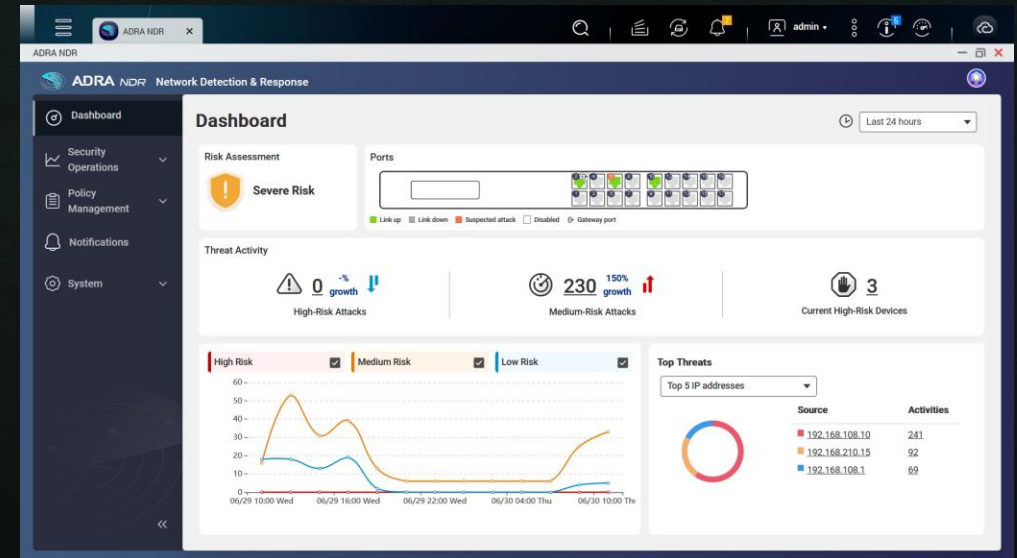 ADRA NDR
7
admin
5
ADRA NDR
ADRA NDR Network Detection & Response
Dashboard
Security Operations
Policy Management
Notifications
System
Dashboard
Last 24 hours
Risk Assessment
Severe Risk
Ports
Link up Link down Suspected attack Disabled Gateway port
Threat Activity
0 -% growth
High-Risk Attacks
230 150% growth
Medium-Risk Attacks
3
Current High-Risk Devices
High Risk Medium Risk Low Risk
60
50
40
30
20
10
0
06/29 10:00 Wed 06/29 16:00 Wed 06/29 22:00 Wed 06/30 04:00 Thu 06/30 10:00 Th
Top Threats
Top 5 IP addresses
Source Activities
192.168.108.10 241
192.168.210.15 92
192.168.108.1 69